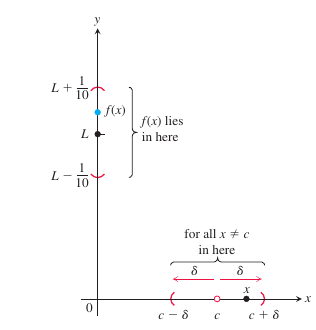 y
L + 1/10
f(x)
f(x) lies
in here
L
L − 1/10
for all x ≠ c
in here
δ δ
x
x
0
c − δ c c + δ